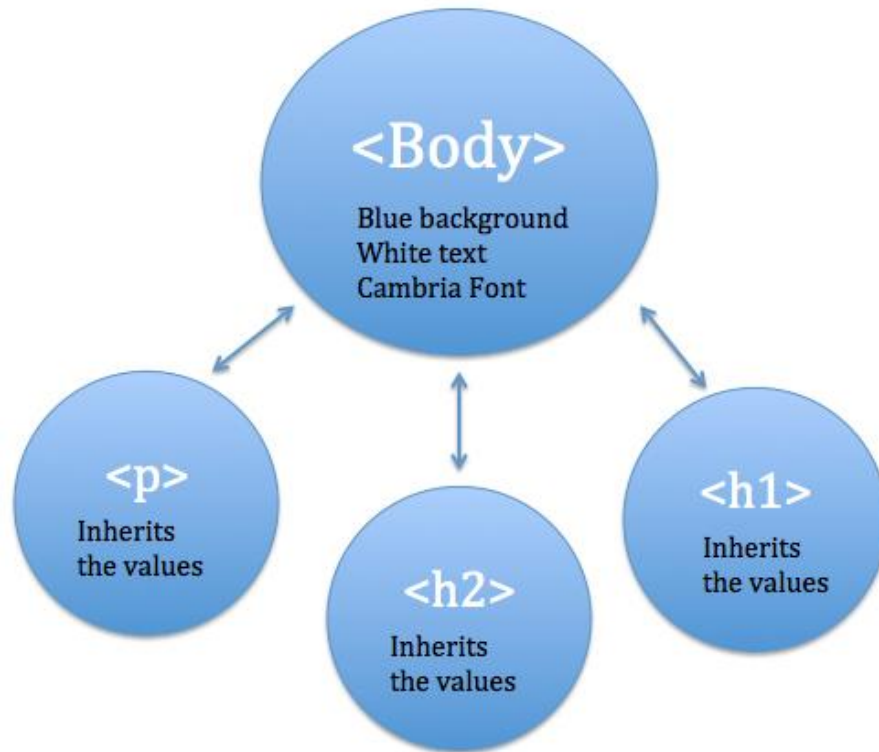 <Body>
Blue background
White text
Cambria Font
<p>
Inherits
the values
<h2>
Inherits
the values
<h1>
Inherits
the values